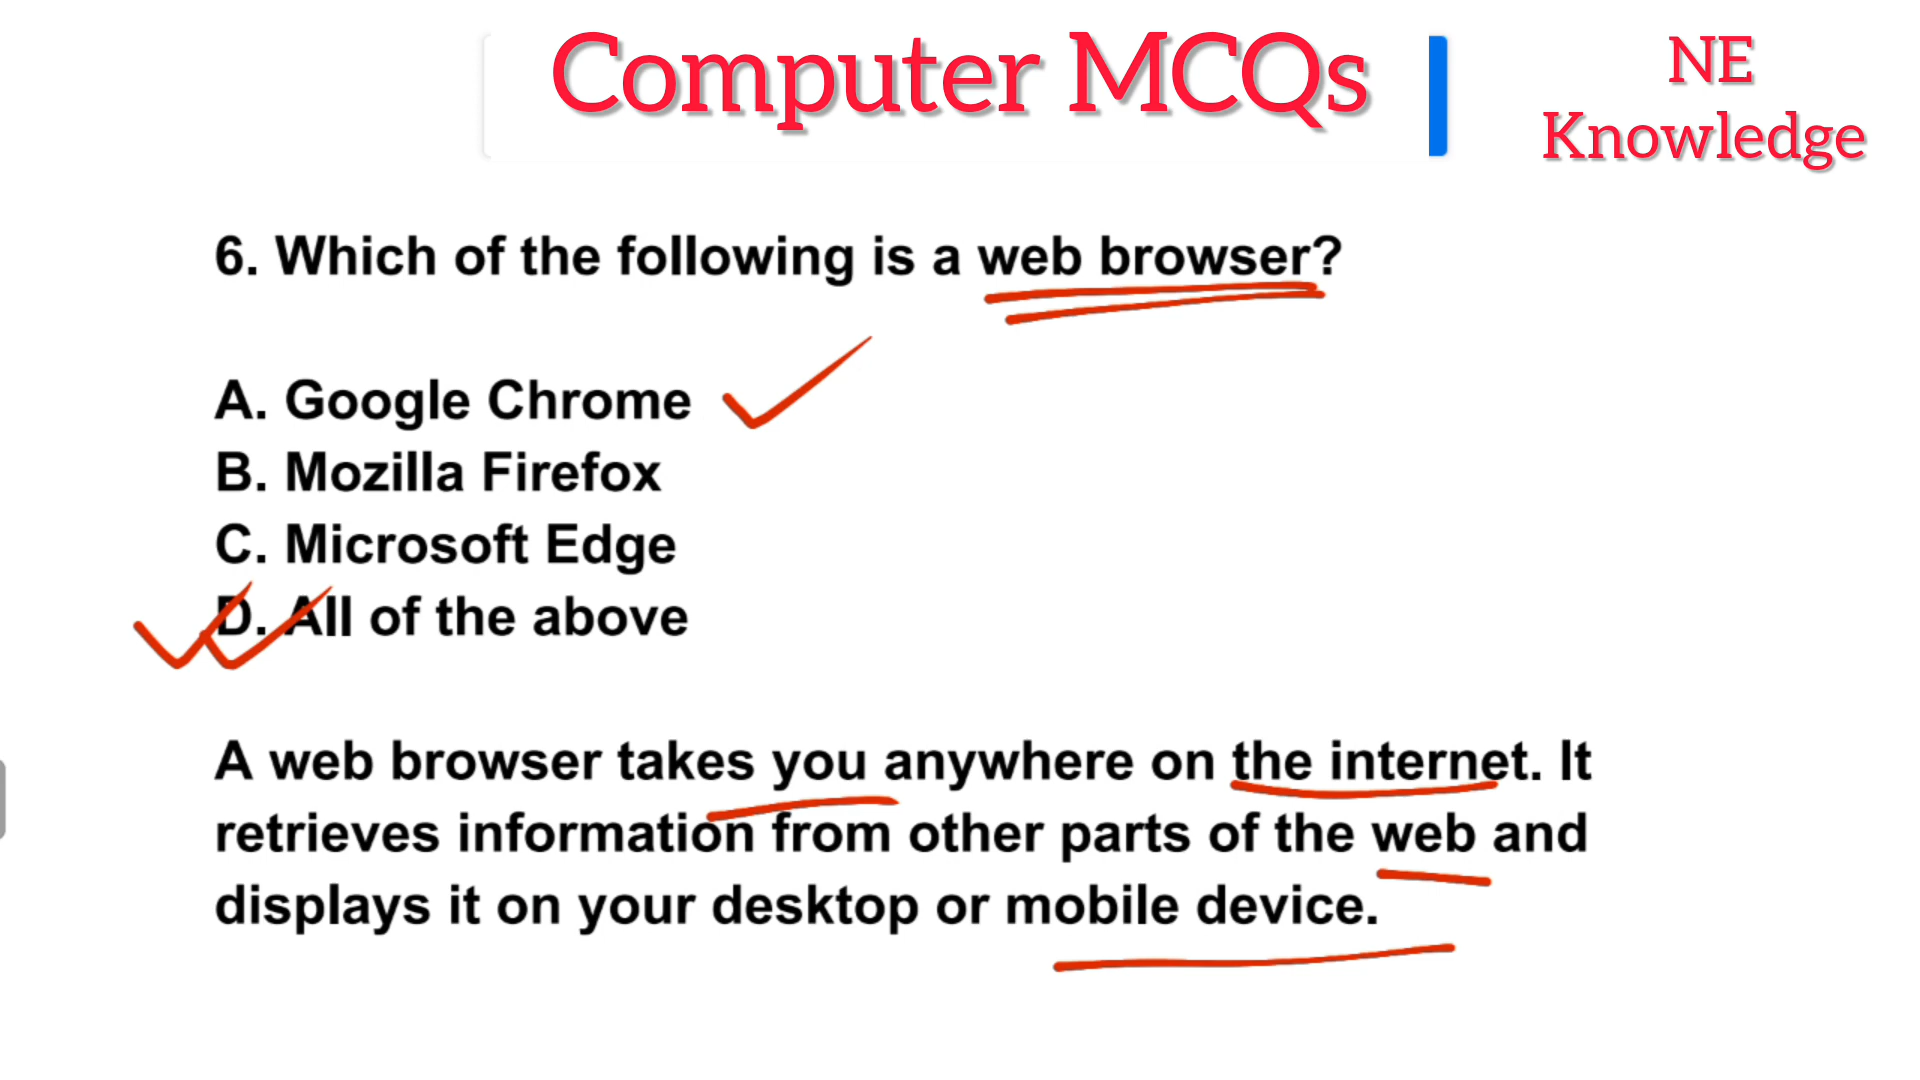 Computer MCQs
NE
Knowledge
6. Which of the following is a web browser?
A. Google Chrome
B. Mozilla Firefox
C. Microsoft Edge
D. All of the above
A web browser takes you anywhere on the internet. It
retrieves information from other parts of the web and
displays it on your desktop or mobile device.